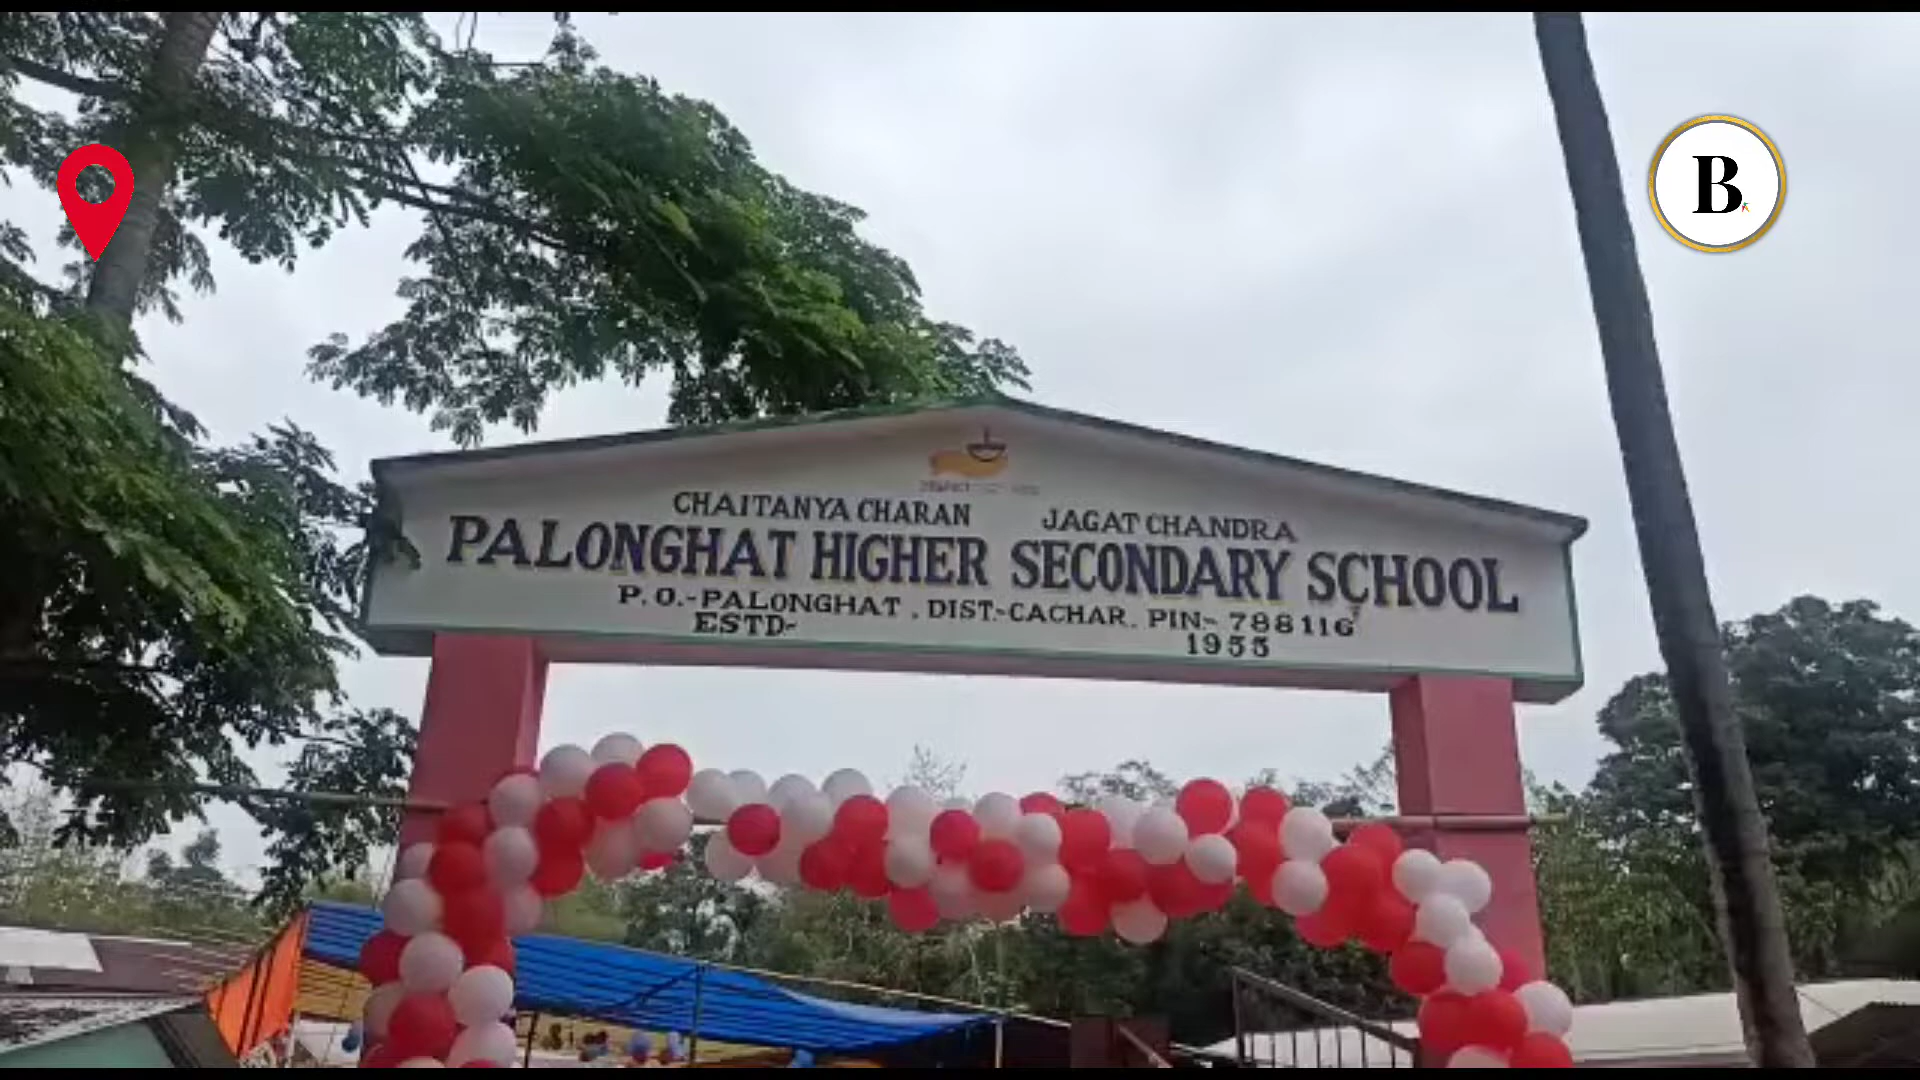 B
CHAITANYA CHARAN JAGAT CHANDRA
PALONGHAT HIGHER SECONDARY SCHOOL
P.O.-PALONGHAT, DIST-CACHAR. PIN- 788116
ESTD- 1955